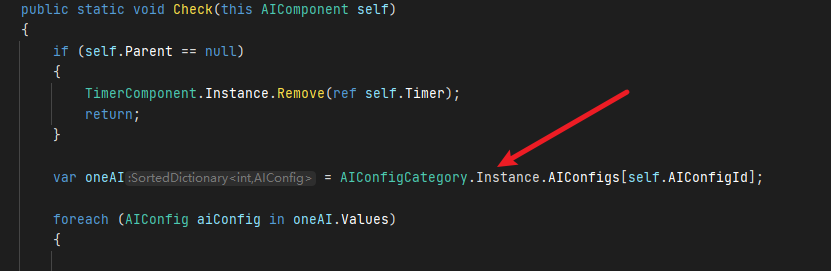 public static void Check(this AIComponent self)
{
if (self.Parent == null)
{
TimerComponent.Instance.Remove(ref self.Timer);
return;
}
var oneAI:SortedDictionary<int,AIConfig> = AIConfigCategory.Instance.AIConfigs[self.AIConfigId];
foreach (AIConfig aiConfig in oneAI.Values)
{